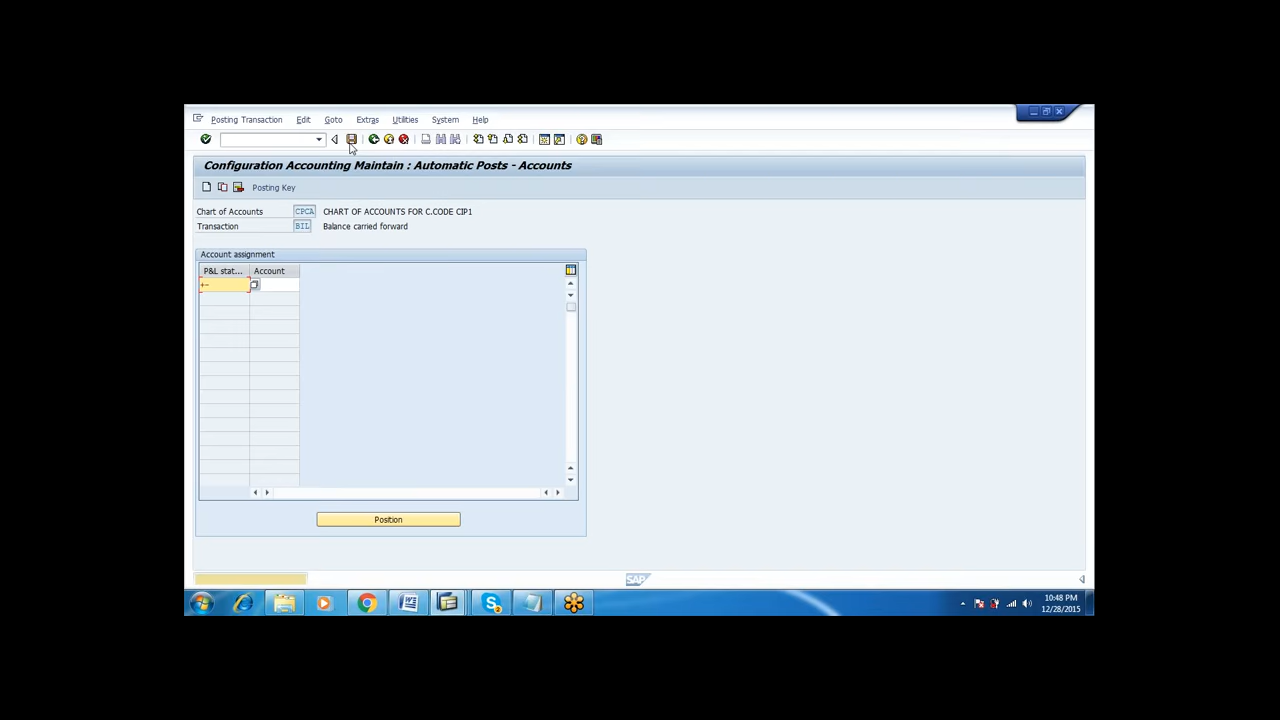 Posting Transaction Edit Goto Extras Utilities System Help
Configuration Accounting Maintain : Automatic Posts - Accounts
Posting Key
Chart of Accounts CPCA CHART OF ACCOUNTS FOR C.CODE CIP1
Transaction BIL Balance carried forward
Account assignment
P&L stat... Account
+-
Position
SAP
10:48 PM
12/28/2015